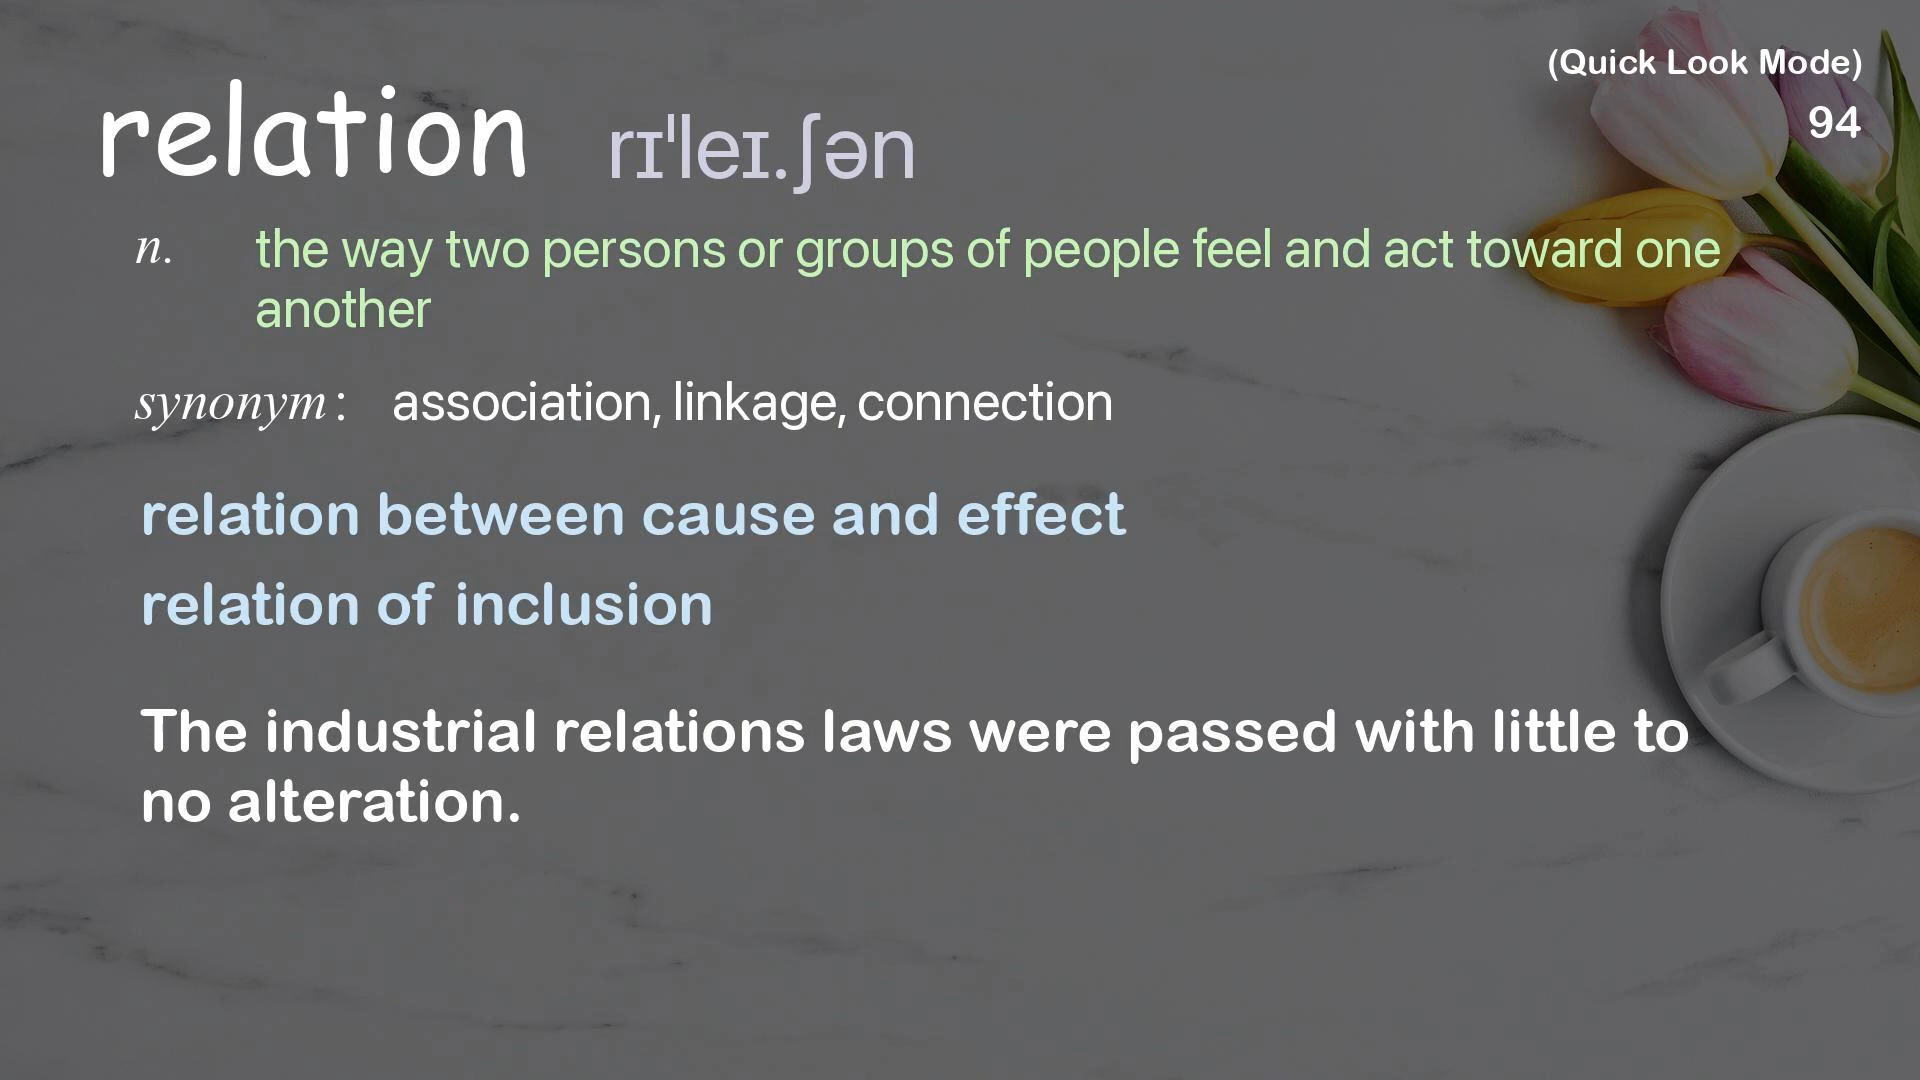 (Quick Look Mode)
relation rɪˈleɪ.ʃən
94
n. the way two persons or groups of people feel and act toward one
another
synonym: association, linkage, connection
relation between cause and effect
relation of inclusion
The industrial relations laws were passed with little to
no alteration.